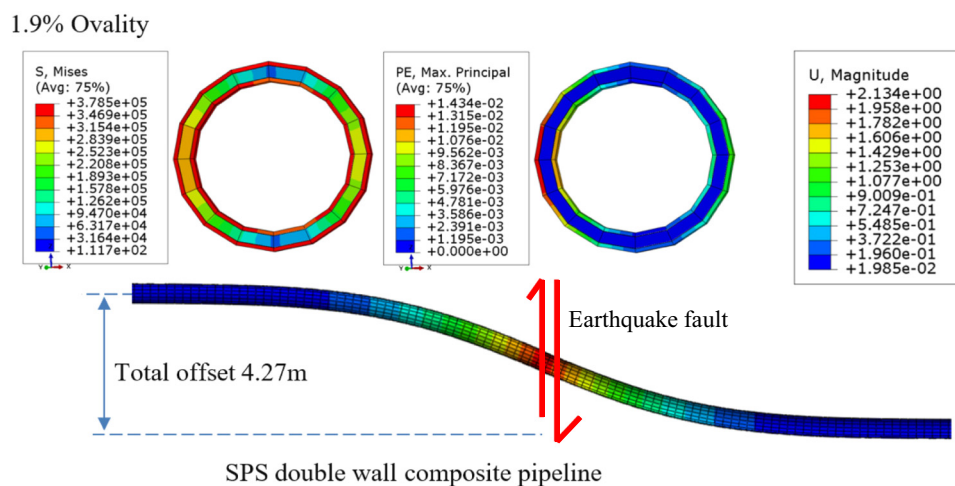 1.9% Ovality
S, Mises
(Avg: 75%)
+3.785e+05
+3.469e+05
+3.154e+05
+2.839e+05
+2.523e+05
+2.208e+05
+1.893e+05
+1.578e+05
+1.262e+05
+9.470e+04
+6.317e+04
+3.164e+04
+1.117e+02
Y
X
PE, Max. Principal
(Avg: 75%)
+1.434e-02
+1.315e-02
+1.195e-02
+1.076e-02
+9.562e-03
+8.367e-03
+7.172e-03
+5.976e-03
+4.781e-03
+3.586e-03
+2.391e-03
+1.195e-03
+0.000e+00
Y
X
U, Magnitude
+2.134e+00
+1.958e+00
+1.782e+00
+1.606e+00
+1.429e+00
+1.253e+00
+1.077e+00
+9.009e-01
+7.247e-01
+5.485e-01
+3.722e-01
+1.960e-01
+1.985e-02
Earthquake fault
Total offset 4.27m
SPS double wall composite pipeline